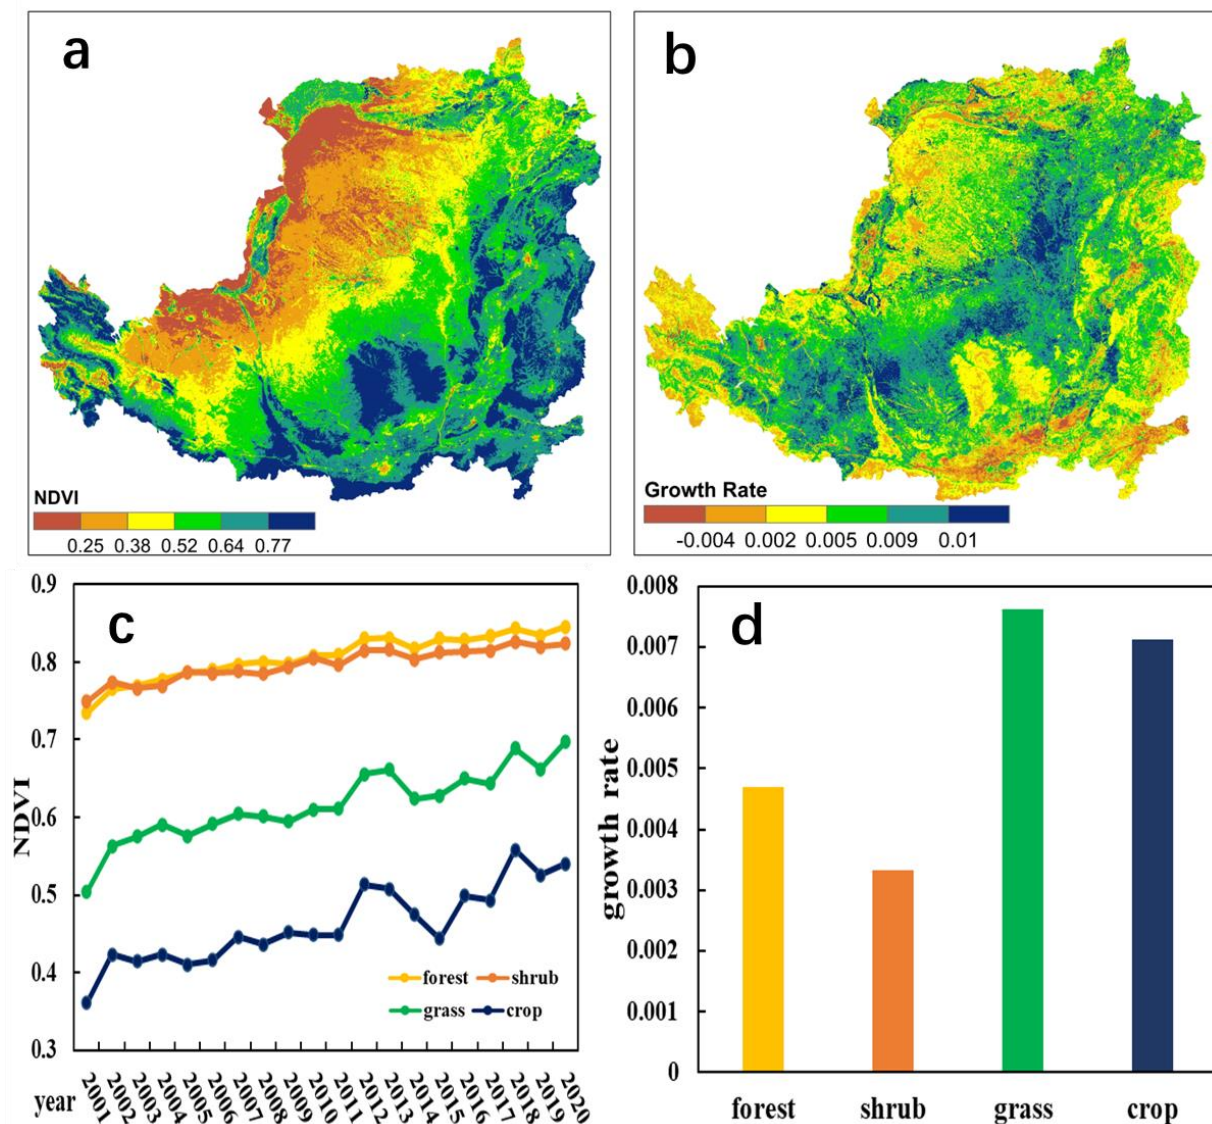 a
NDVI
0.25 0.38 0.52 0.64 0.77
b
Growth Rate
-0.004 0.002 0.005 0.009 0.01
c
0.9
0.8
0.7
0.6
0.5
0.4
0.3
NDVI
forest shrub
grass crop
year 2001 2002 2003 2004 2005 2006 2007 2008 2009 2010 2011 2012 2013 2014 2015 2016 2017 2018 2019 2020
d
0.008
0.007
0.006
0.005
0.004
0.003
0.002
0.001
0
growth rate
forest shrub grass crop